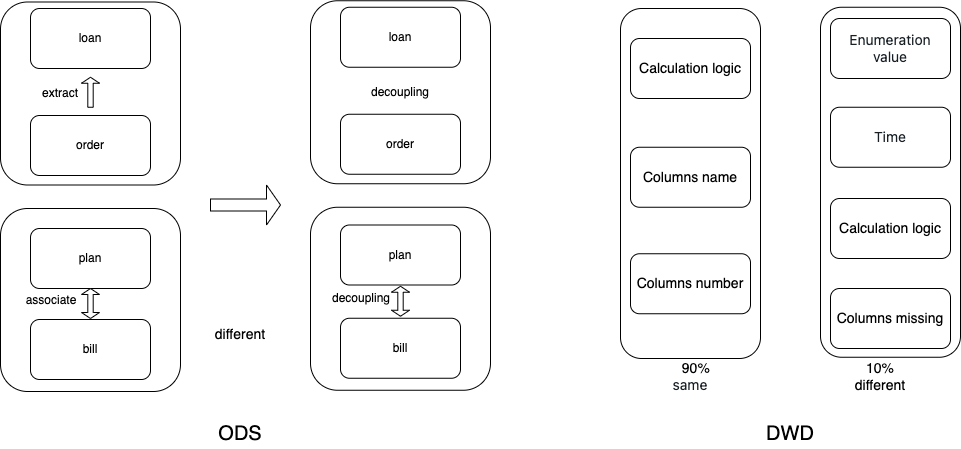 loan
extract
order
plan
associate
bill
different
loan
decoupling
order
plan
decoupling
bill
ODS
Calculation logic
Columns name
Columns number
90%
same
Enumeration
value
Time
Calculation logic
Columns missing
10%
different
DWD